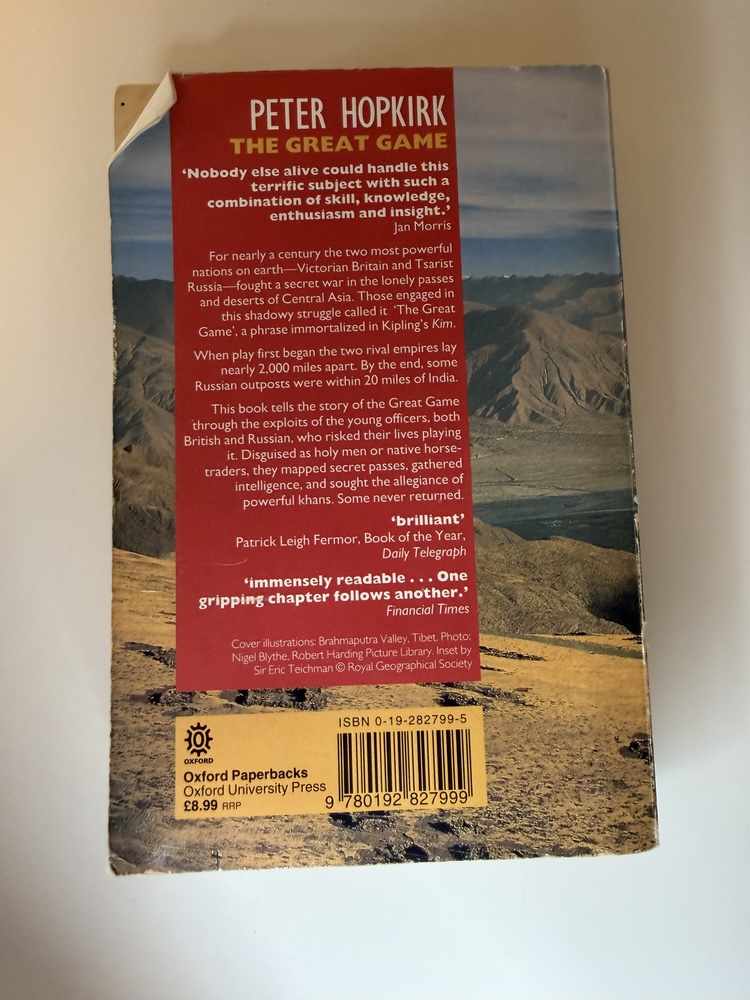 PETER HOPKIRK
THE GREAT GAME
‘Nobody else alive could handle this
terrific subject with such a
combination of skill, knowledge,
enthusiasm and insight.’
Jan Morris
For nearly a century the two most powerful
nations on earth—Victorian Britain and Tsarist
Russia—fought a secret war in the lonely passes
and deserts of Central Asia. Those engaged in
this shadowy struggle called it ‘The Great
Game’, a phrase immortalized in Kipling's Kim.
When play first began the two rival empires lay
nearly 2,000 miles apart. By the end, some
Russian outposts were within 20 miles of India.
This book tells the story of the Great Game
through the exploits of the young officers, both
British and Russian, who risked their lives playing
it. Disguised as holy men or native horse-
traders, they mapped secret passes, gathered
intelligence, and sought the allegiance of
powerful khans. Some never returned.
‘brilliant’
Patrick Leigh Fermor, Book of the Year,
Daily Telegraph
‘immensely readable . . . One
gripping chapter follows another.’
Financial Times
Cover illustrations: Brahmaputra Valley, Tibet. Photo:
Nigel Blythe, Robert Harding Picture Library. Inset by
Sir Eric Teichman © Royal Geographical Society
OXFORD
Oxford Paperbacks
Oxford University Press
£8.99 RRP
ISBN 0-19-282799-5
9 780192 827999